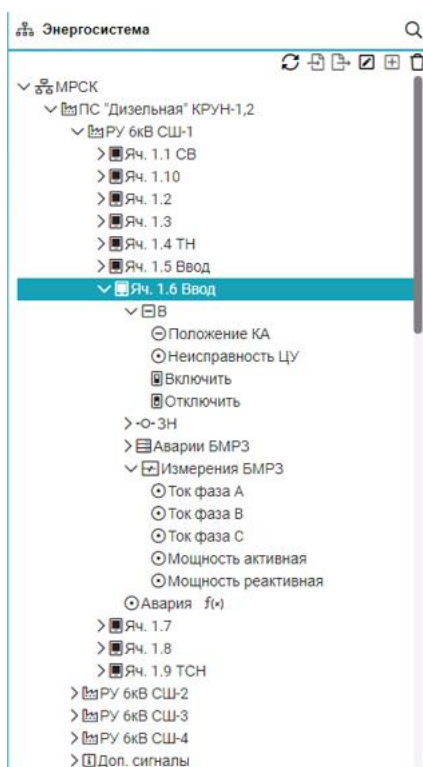 Энергосистема
МРСК
ПС "Дизельная" КРУН-1,2
РУ 6кВ СШ-1
Яч. 1.1 СВ
Яч. 1.10
Яч. 1.2
Яч. 1.3
Яч. 1.4 ТН
Яч. 1.5 Ввод
Яч. 1.6 Ввод
В
Положение КА
Неисправность ЦУ
Включить
Отключить
ЗН
Аварии БМРЗ
Измерения БМРЗ
Ток фаза А
Ток фаза В
Ток фаза С
Мощность активная
Мощность реактивная
Авария f(×)
Яч. 1.7
Яч. 1.8
Яч. 1.9 ТСН
РУ 6кВ СШ-2
РУ 6кВ СШ-3
РУ 6кВ СШ-4
Доп. сигналы